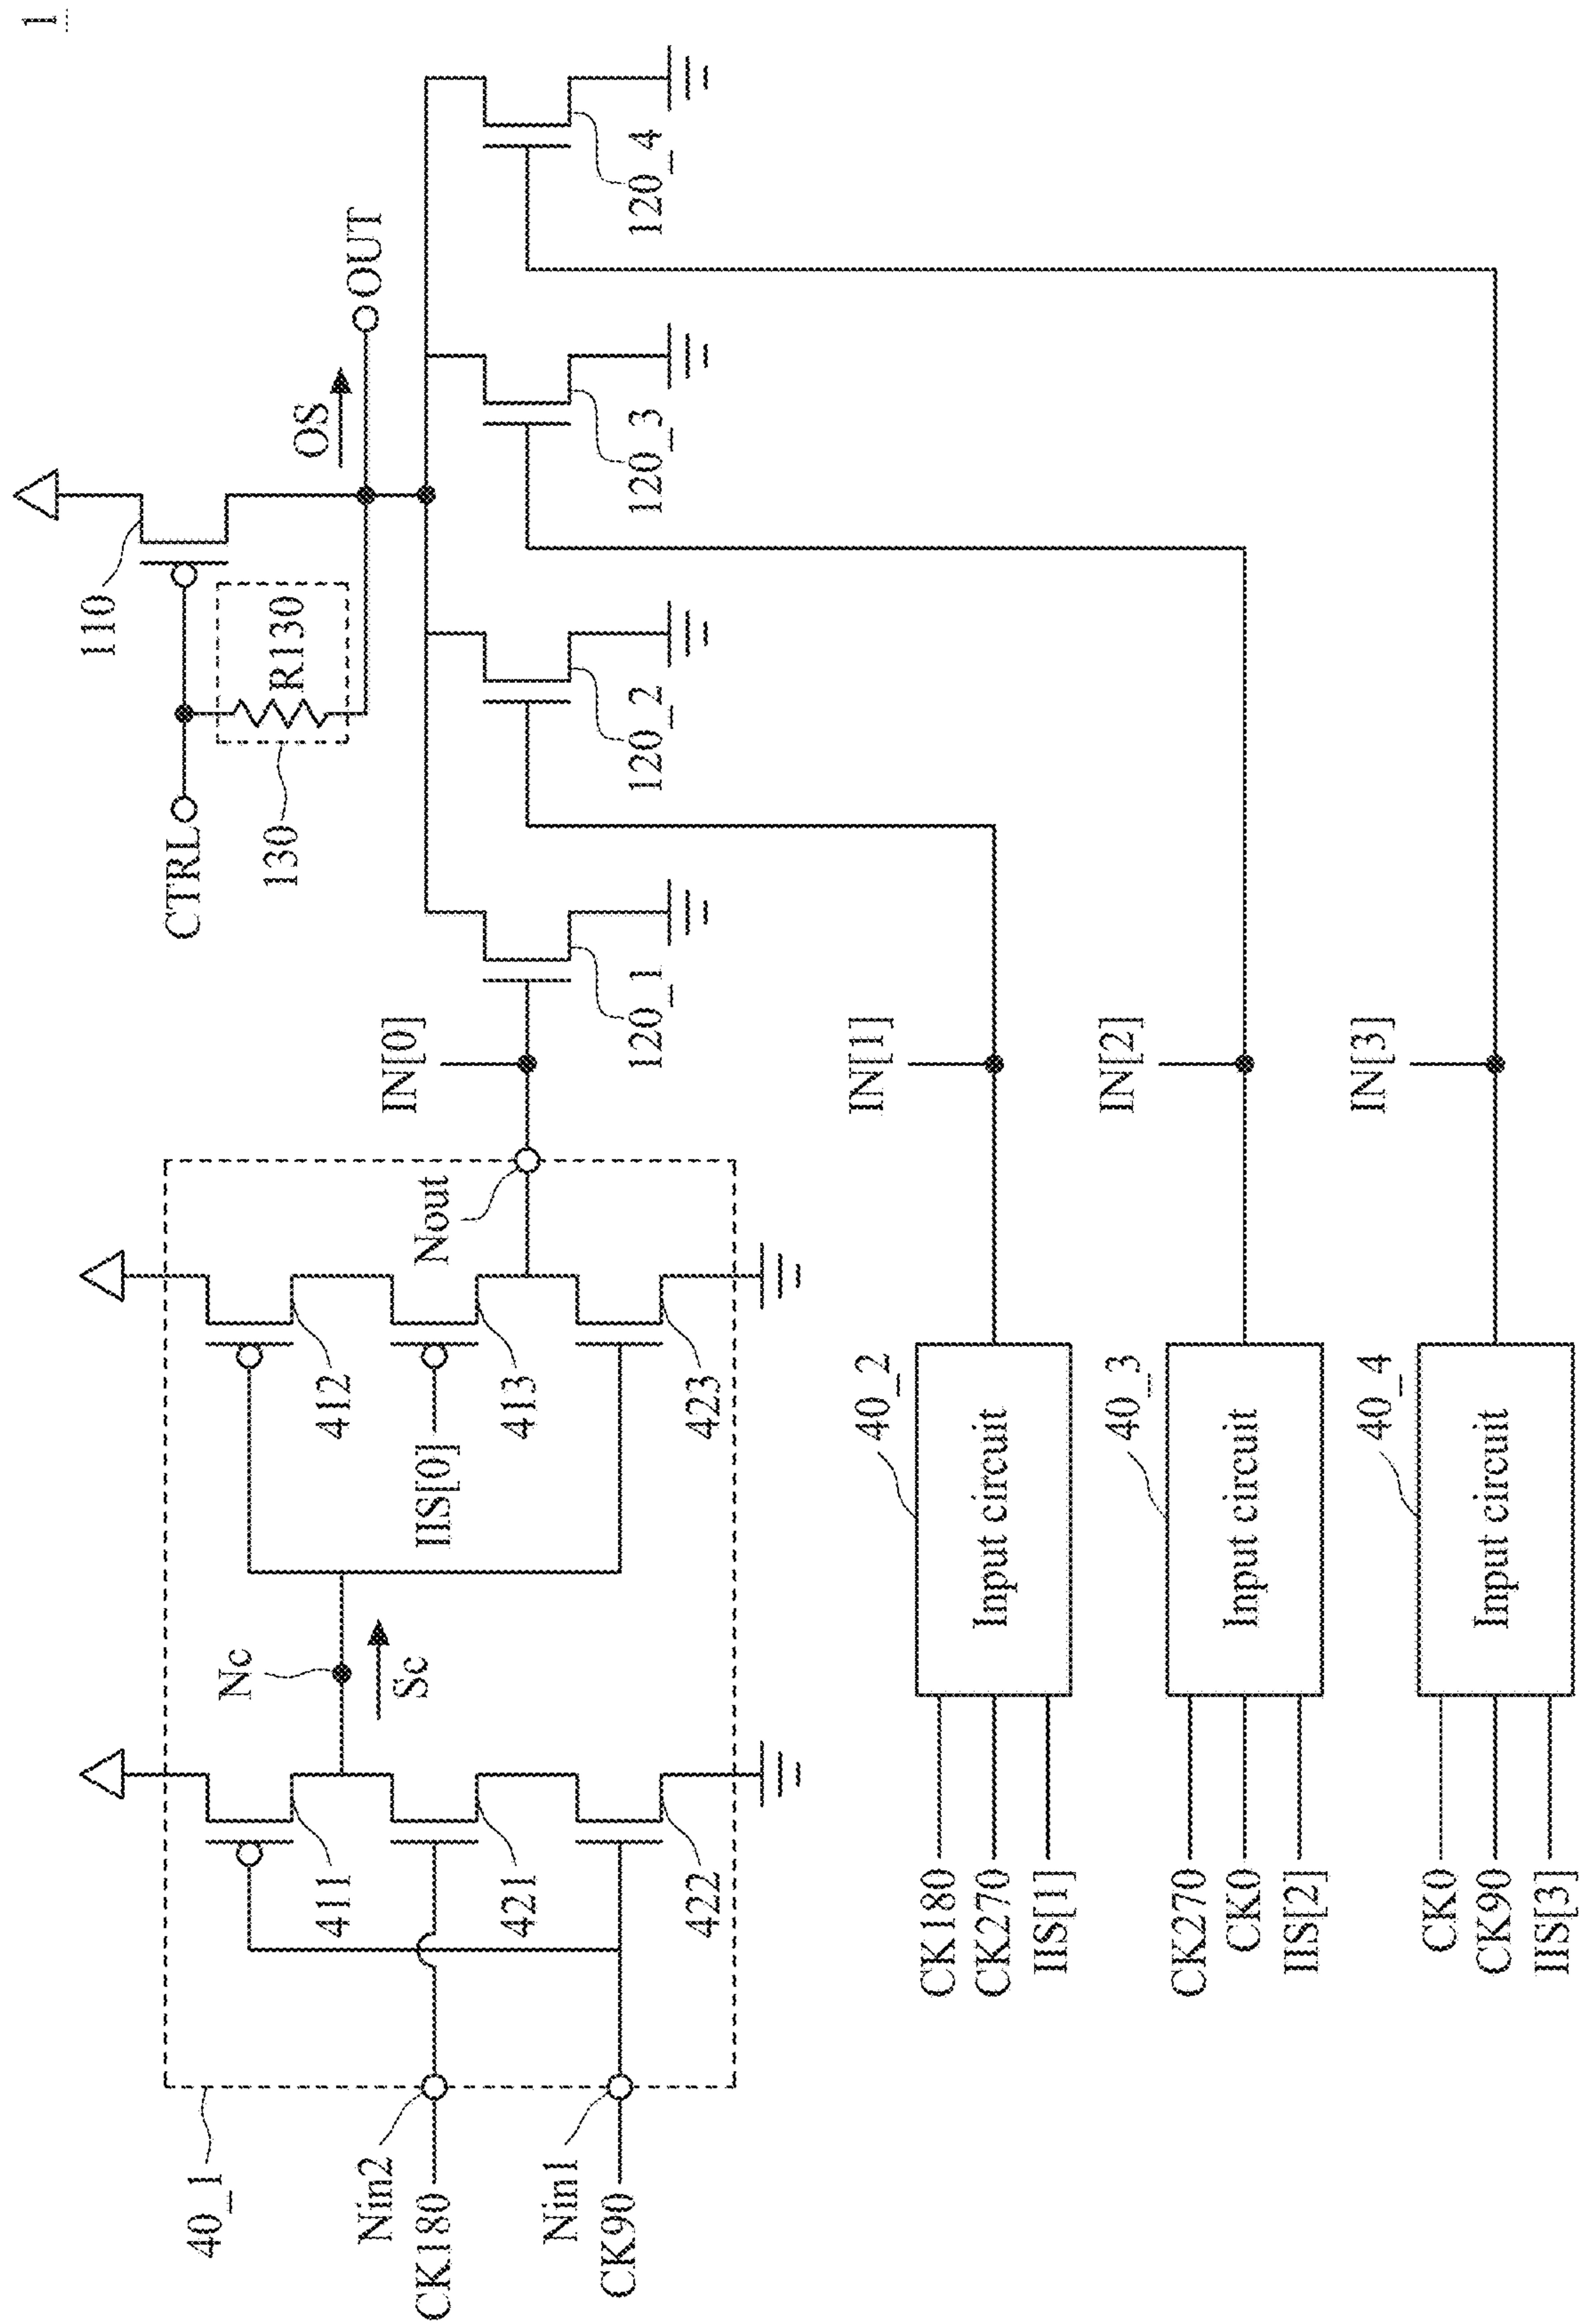 1
OS
OUT
110
R130
CTRL
130
120_1
120_2
120_3
120_4
IN[0]
IN[1]
IN[2]
IN[3]
40_1
Nin2
CK180
Nin1
CK90
411
421
422
Nc
Sc
412
IIS[0]
413
423
Nout
40_2
Input circuit
CK180
CK270
IIS[1]
40_3
Input circuit
CK270
CK0
IIS[2]
40_4
Input circuit
CK0
CK90
IIS[3]